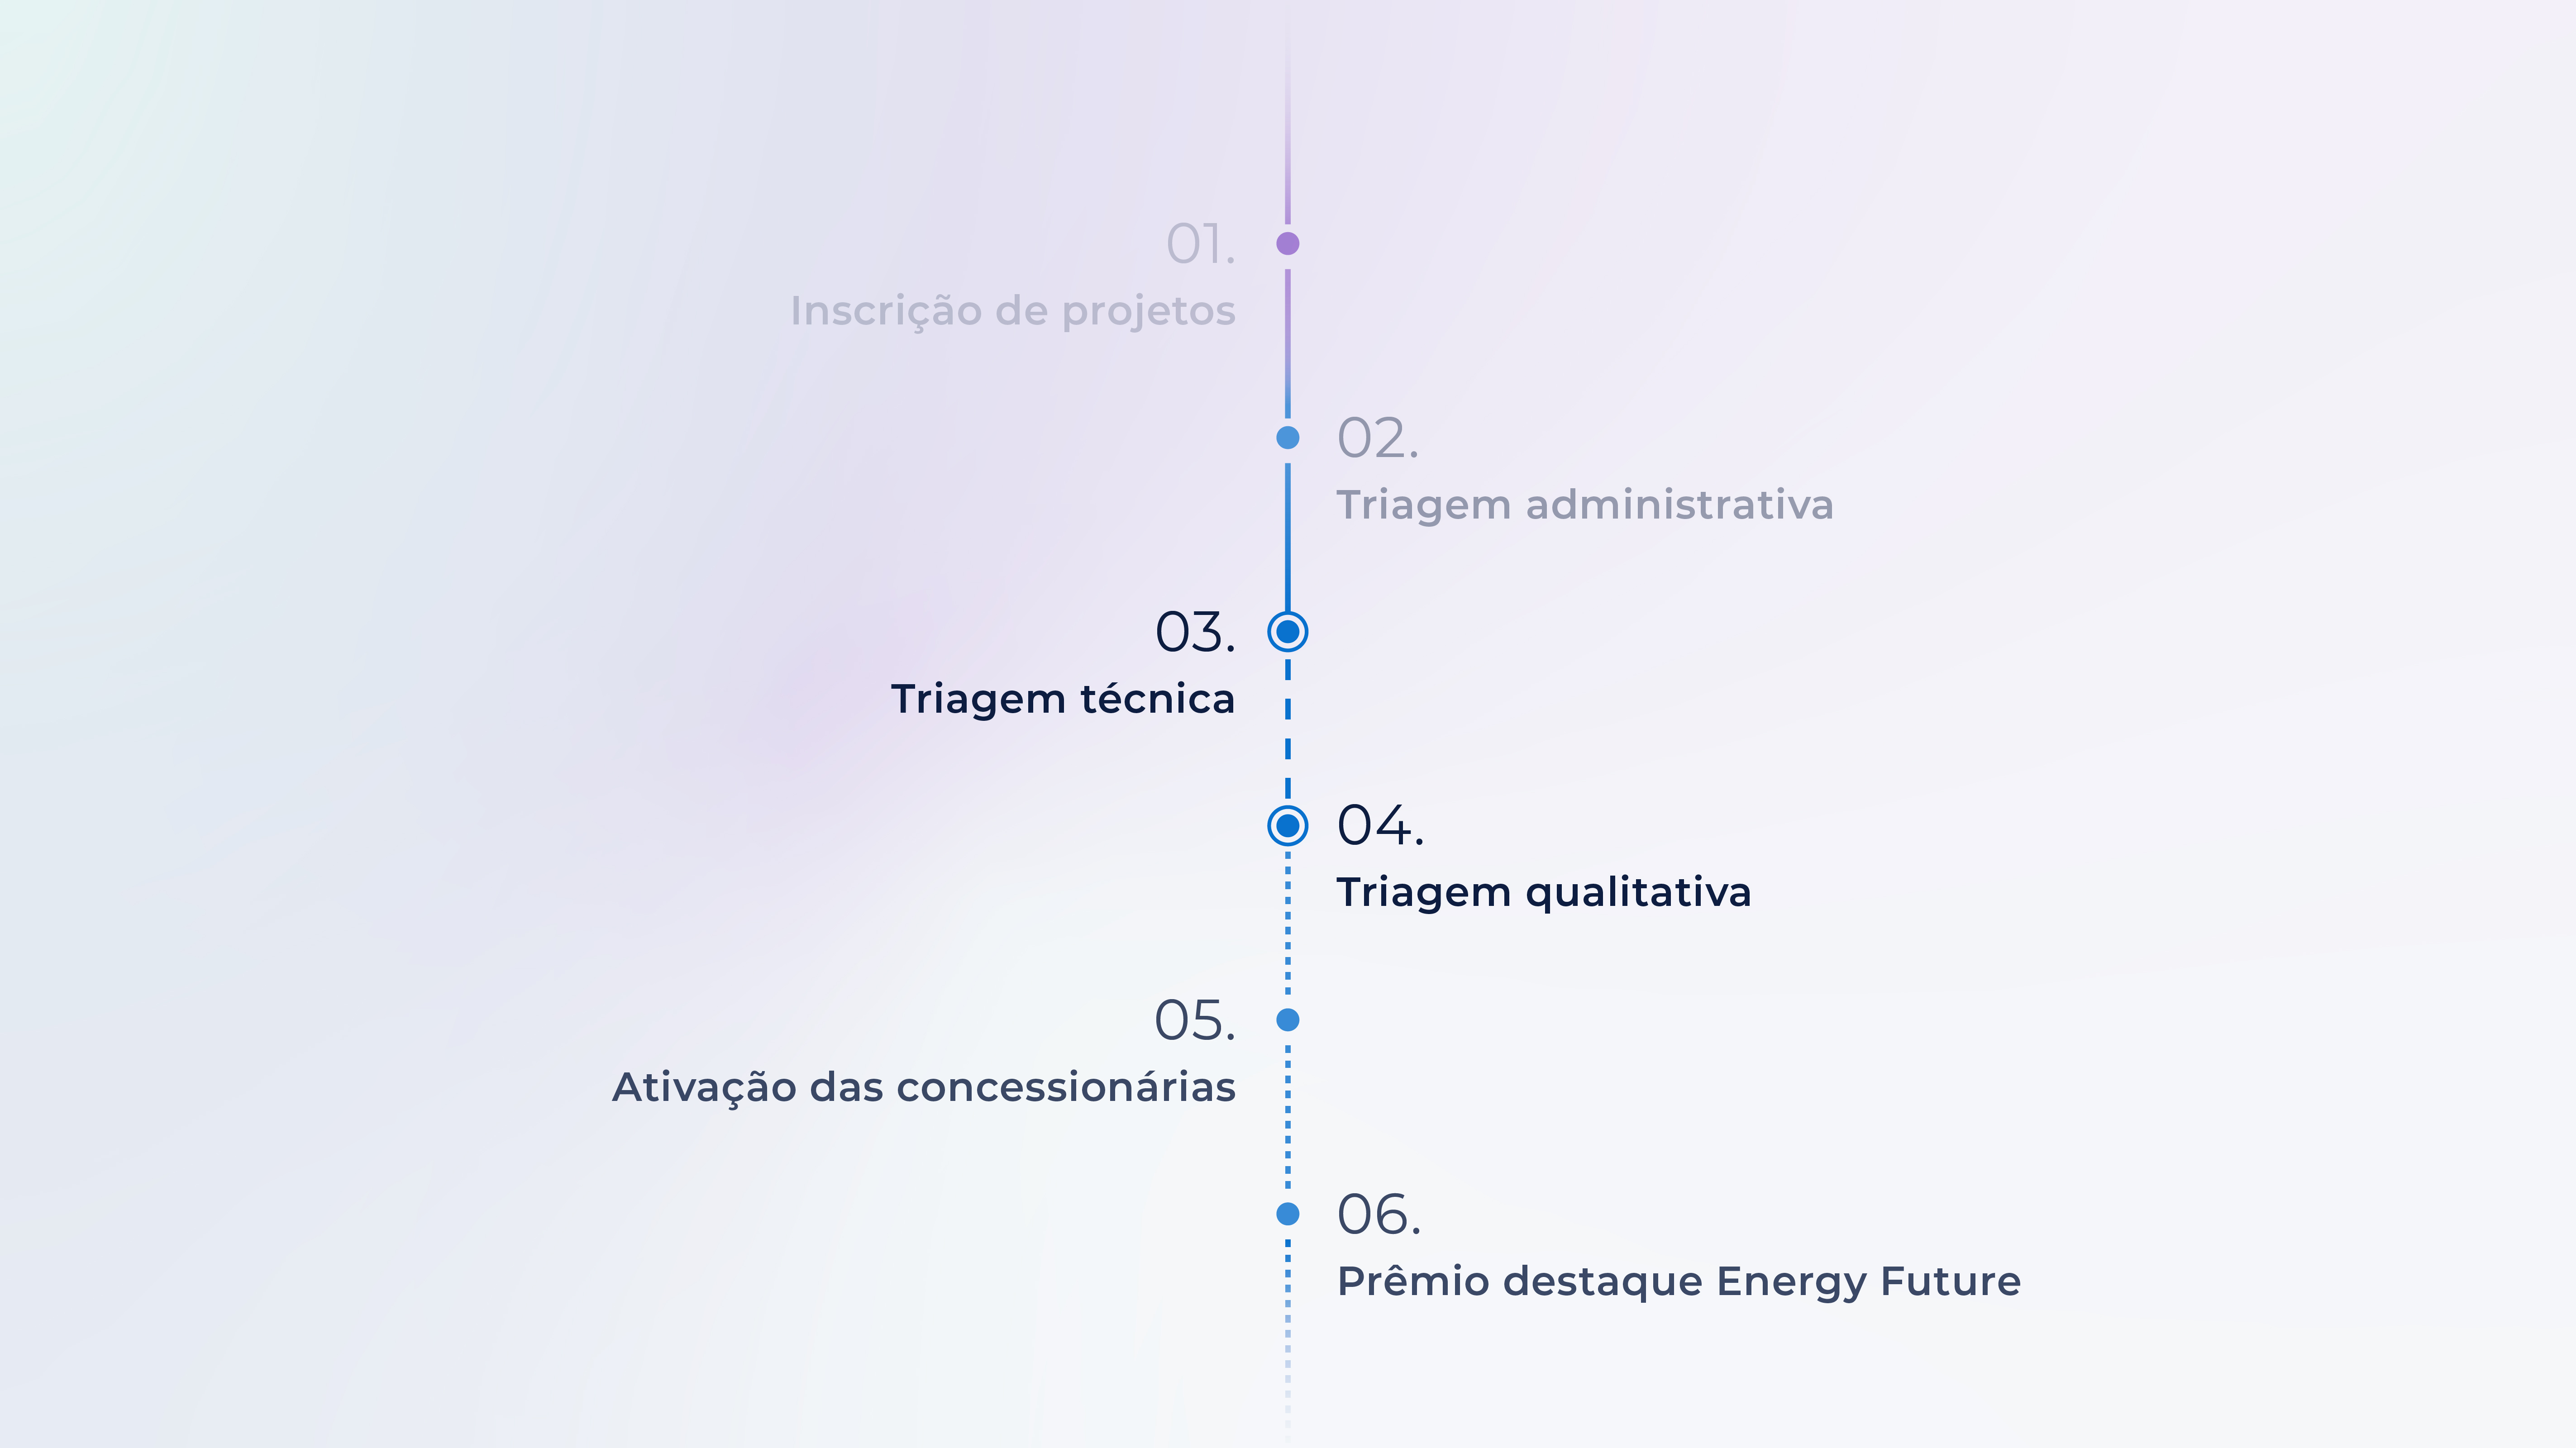 01.
Inscrição de projetos
02.
Triagem administrativa
03.
Triagem técnica
04.
Triagem qualitativa
05.
Ativação das concessionárias
06.
Prêmio destaque Energy Future